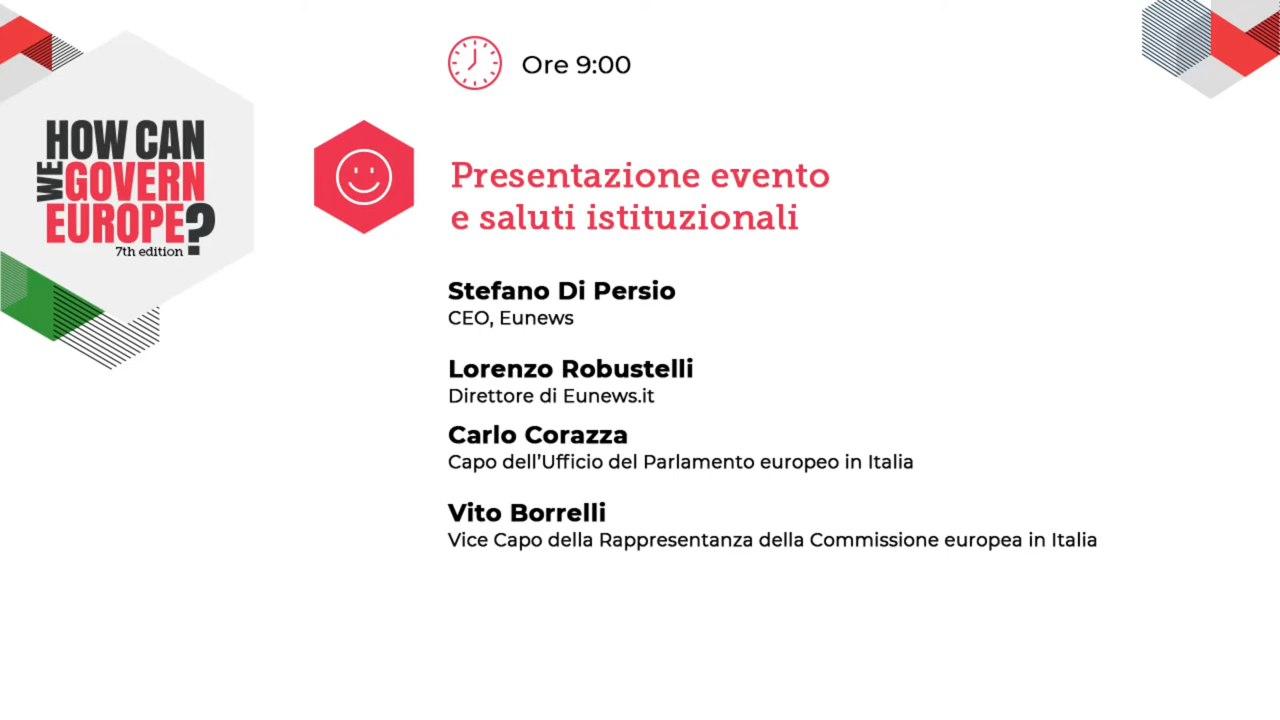 HOW CAN
WE GOVERN
EUROPE?
7th edition
Ore 9:00
Presentazione evento
e saluti istituzionali
Stefano Di Persio
CEO, Eunews
Lorenzo Robustelli
Direttore di Eunews.it
Carlo Corazza
Capo dell’Ufficio del Parlamento europeo in Italia
Vito Borrelli
Vice Capo della Rappresentanza della Commissione europea in Italia